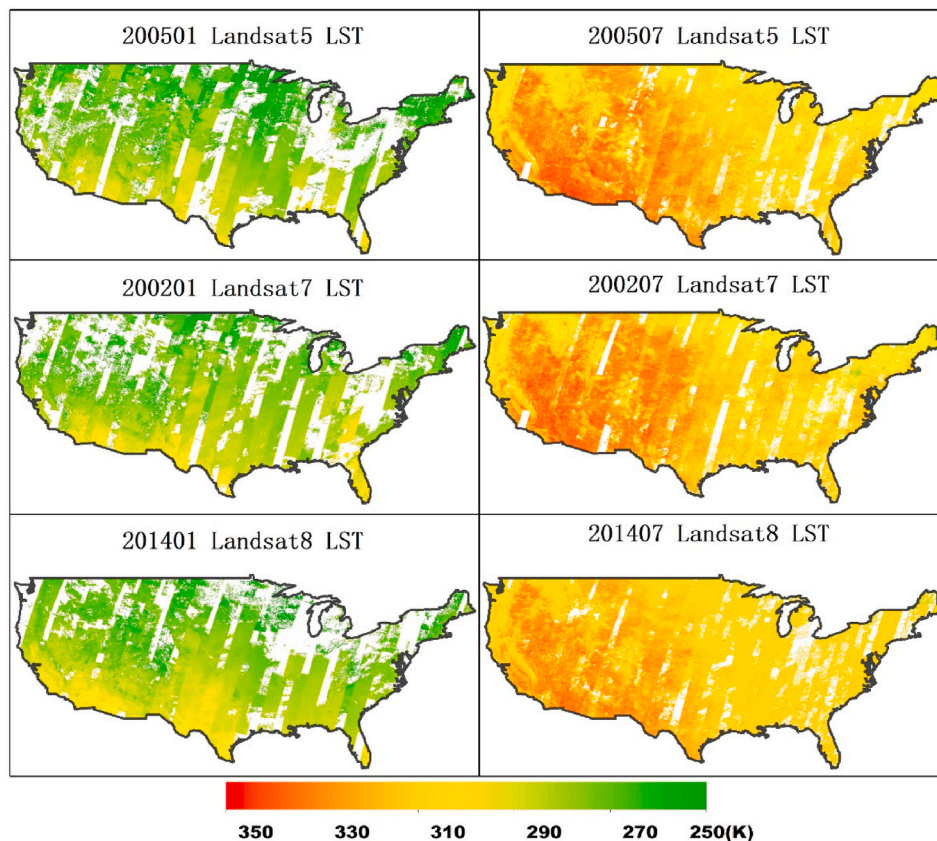 200501 Landsat5 LST
200507 Landsat5 LST
200201 Landsat7 LST
200207 Landsat7 LST
201401 Landsat8 LST
201407 Landsat8 LST
350 330 310 290 270 250(K)